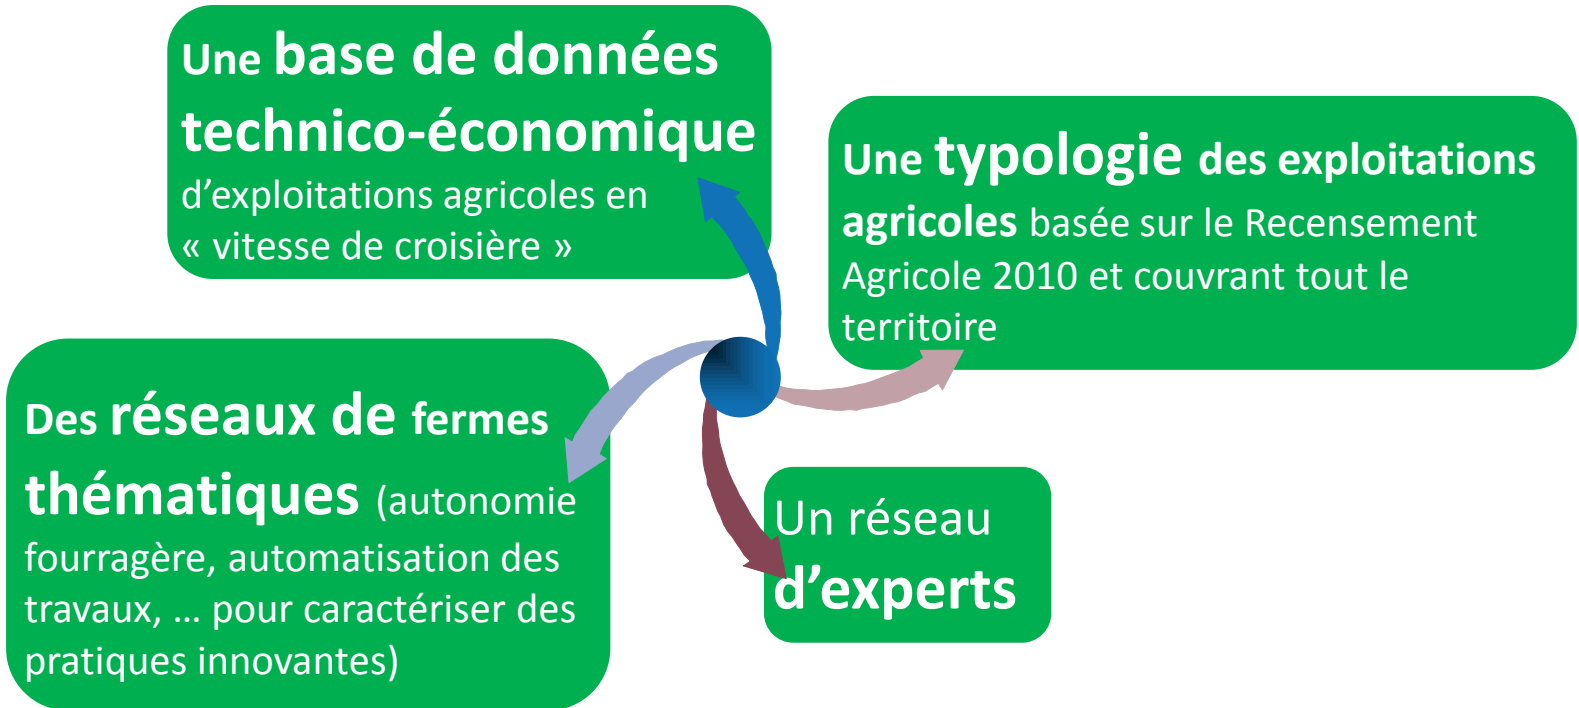 Une base de données
technico-économique
d’exploitations agricoles en
« vitesse de croisière »
Une typologie des exploitations
agricoles basée sur le Recensement
Agricole 2010 et couvrant tout le
territoire
Des réseaux de fermes
thématiques (autonomie
fourragère, automatisation des
travaux, … pour caractériser des
pratiques innovantes)
Un réseau
d’experts